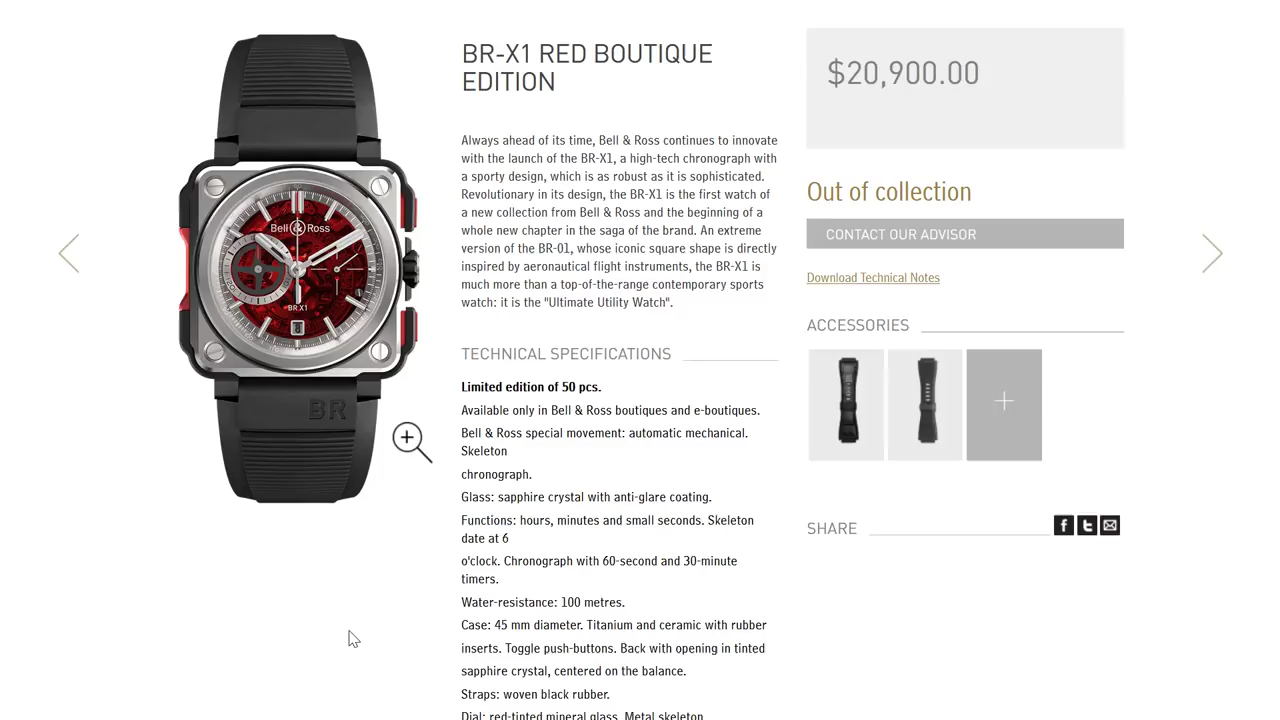 BR-X1 RED BOUTIQUE
EDITION
Always ahead of its time, Bell & Ross continues to innovate
with the launch of the BR-X1, a high-tech chronograph with
a sporty design, which is as robust as it is sophisticated.
Revolutionary in its design, the BR-X1 is the first watch of
a new collection from Bell & Ross and the beginning of a
whole new chapter in the saga of the brand. An extreme
version of the BR-01, whose iconic square shape is directly
inspired by aeronautical flight instruments, the BR-X1 is
much more than a top-of-the-range contemporary sports
watch: it is the "Ultimate Utility Watch".
TECHNICAL SPECIFICATIONS
Limited edition of 50 pcs.
Available only in Bell & Ross boutiques and e-boutiques.
Bell & Ross special movement: automatic mechanical.
Skeleton
chronograph.
Glass: sapphire crystal with anti-glare coating.
Functions: hours, minutes and small seconds. Skeleton
date at 6
o'clock. Chronograph with 60-second and 30-minute
timers.
Water-resistance: 100 metres.
Case: 45 mm diameter. Titanium and ceramic with rubber
inserts. Toggle push-buttons. Back with opening in tinted
sapphire crystal, centered on the balance.
Straps: woven black rubber.
Dial: red-tinted mineral glass. Metal skeleton
$20,900.00
Out of collection
CONTACT OUR ADVISOR
Download Technical Notes
ACCESSORIES
SHARE
Bell & Ross
BR.X1
BR